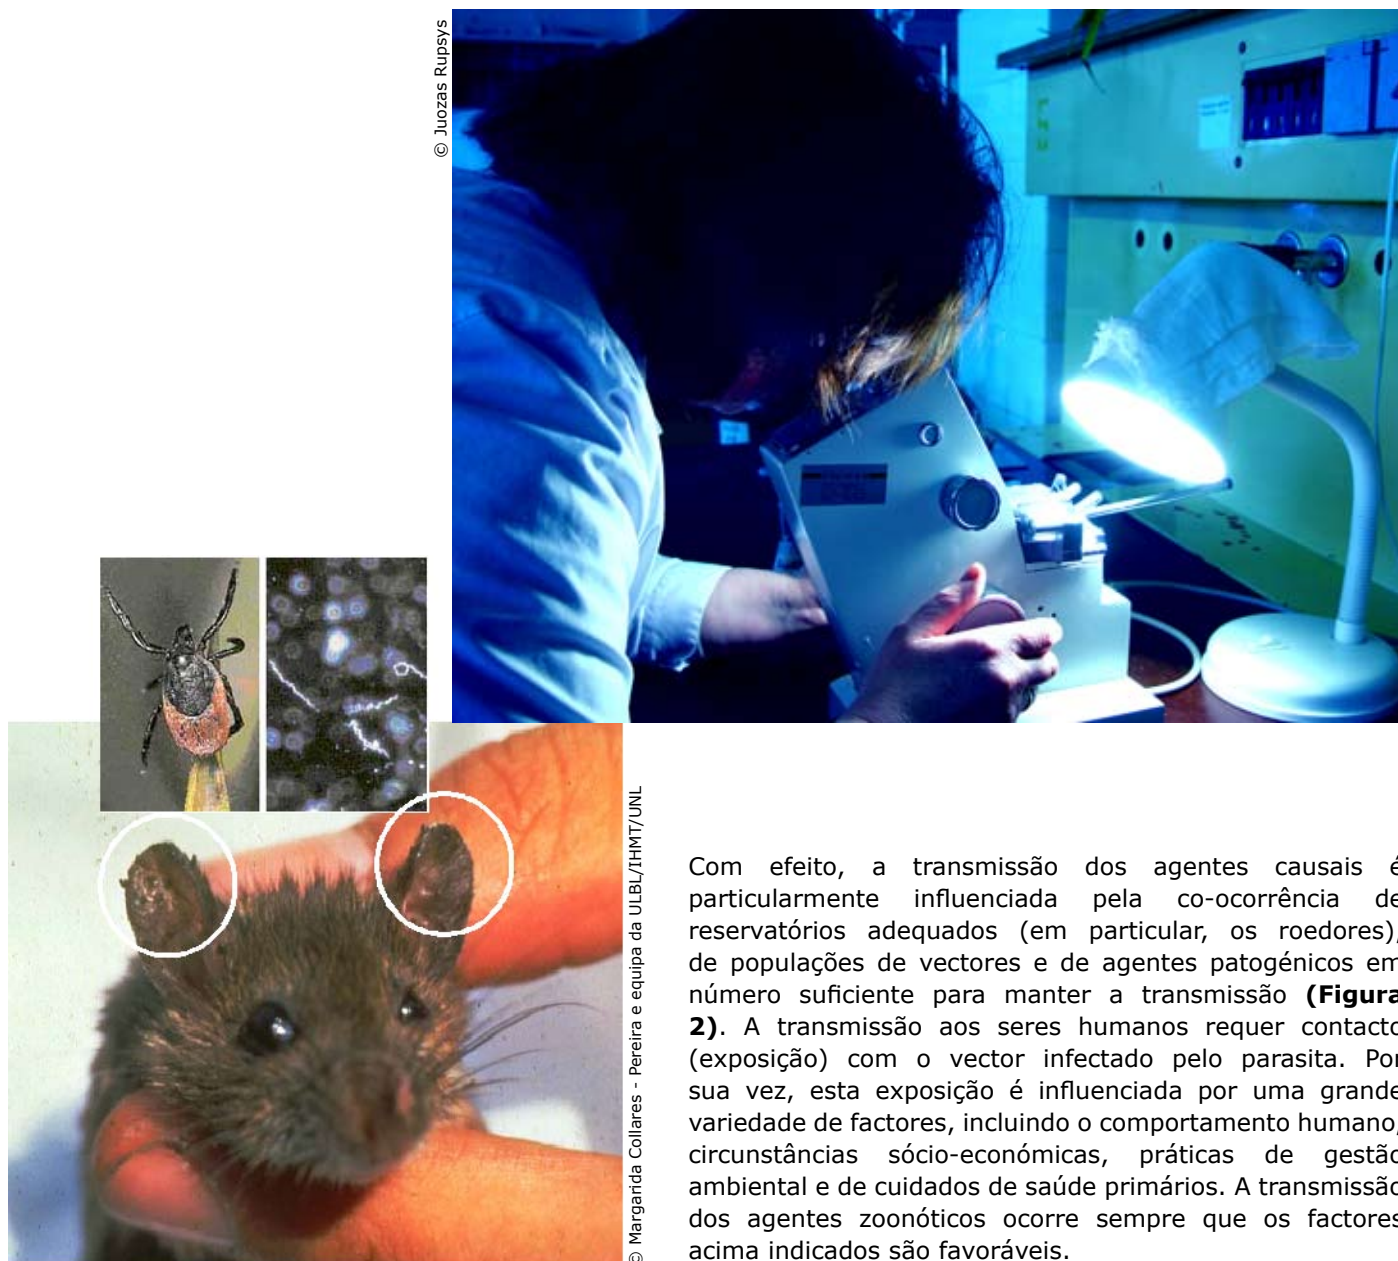 © Juozas Rupsys
© Margarida Collares - Pereira e equipa da ULBL/IHMT/UNL
Com efeito, a transmissão dos agentes causais é
particularmente influenciada pela co-ocorrência de
reservatórios adequados (em particular, os roedores),
de populações de vectores e de agentes patogénicos em
número suficiente para manter a transmissão (Figura
2). A transmissão aos seres humanos requer contacto
(exposição) com o vector infectado pelo parasita. Por
sua vez, esta exposição é influenciada por uma grande
variedade de factores, incluindo o comportamento humano,
circunstâncias sócio-económicas, práticas de gestão
ambiental e de cuidados de saúde primários. A transmissão
dos agentes zoonóticos ocorre sempre que os factores
acima indicados são favoráveis.